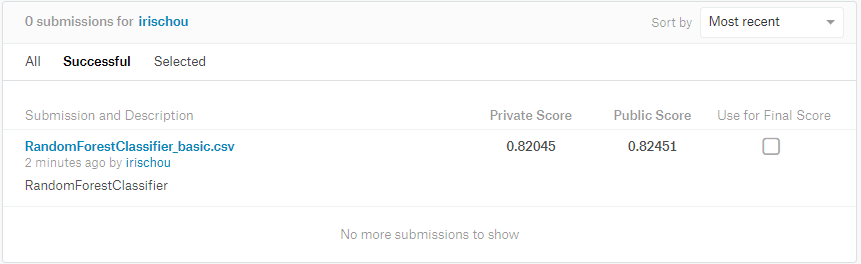 0 submissions for irischou Sort by Most recent
All Successful Selected
Submission and Description Private Score Public Score Use for Final Score
RandomForestClassifier_basic.csv 0.82045 0.82451
2 minutes ago by irischou
RandomForestClassifier
No more submissions to show